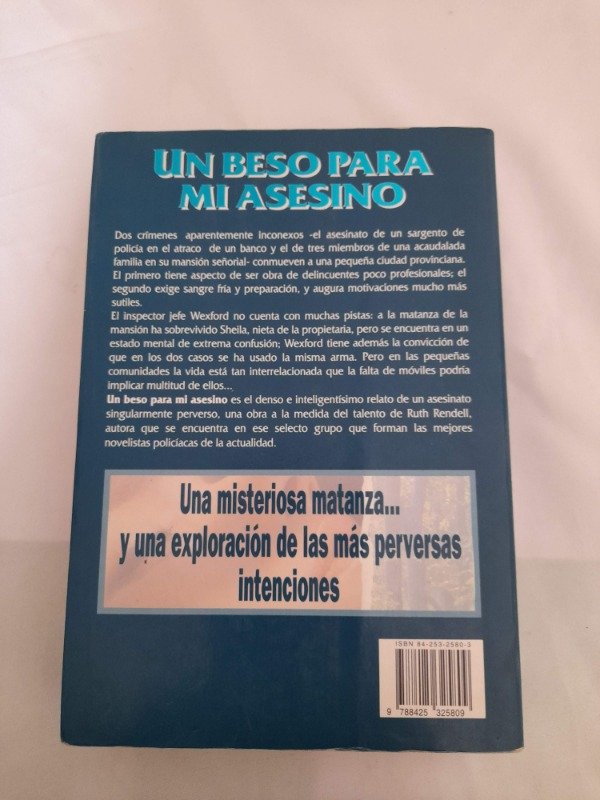 UN BESO PARA
MI ASESINO
Dos crímenes aparentemente inconexos -el asesinato de un sargento de
policía en el atraco de un banco y el de tres miembros de una acaudalada
familia en su mansión señorial- conmueven a una pequeña ciudad provinciana.
El primero tiene aspecto de ser obra de delincuentes poco profesionales; el
segundo exige sangre fría y preparación, y augura motivaciones mucho más
sutiles.
El inspector jefe Wexford no cuenta con muchas pistas: a la matanza de la
mansión ha sobrevivido Sheila, nieta de la propietaria, pero se encuentra en un
estado mental de extrema confusión; Wexford tiene además la convicción de
que en los dos casos se ha usado la misma arma. Pero en las pequeñas
comunidades la vida está tan interrelacionada que la falta de móviles podría
implicar multitud de ellos...
Un beso para mi asesino es el denso e inteligentísimo relato de un asesinato
singularmente perverso, una obra a la medida del talento de Ruth Rendell,
autora que se encuentra en ese selecto grupo que forman las mejores
novelistas policíacas de la actualidad.
Una misteriosa matanza...
y una exploración de las más perversas
intenciones
ISBN 84-253-2580-3
9 788425 325809